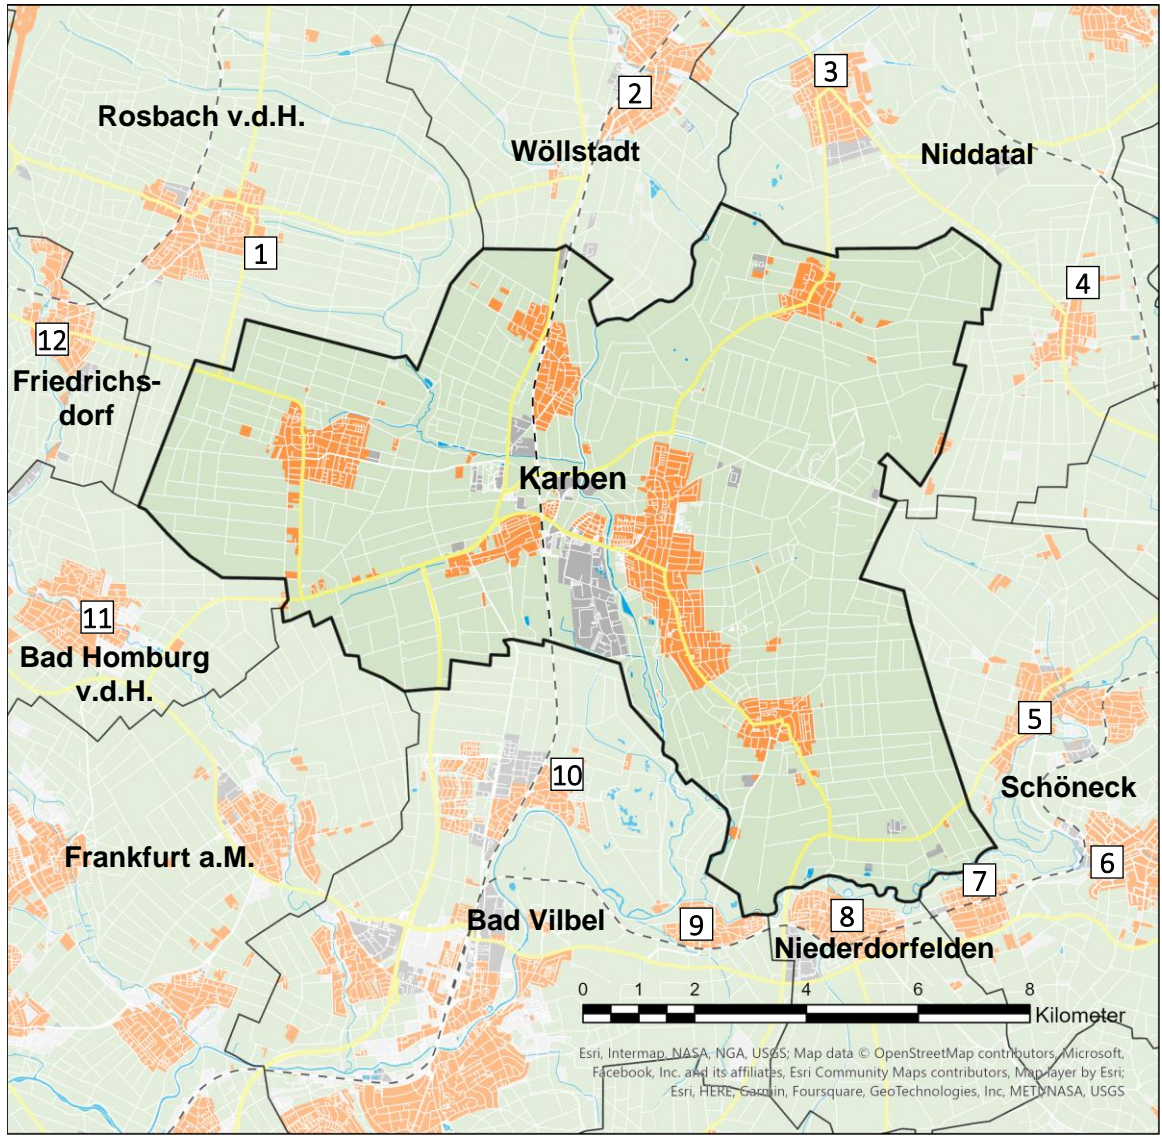 2
3
Rosbach v.d.H.
Wöllstadt
Niddatal
1
4
12
Friedrichs-
dorf
Karben
11
Bad Homburg
v.d.H.
5
10
Schöneck
Frankfurt a.M.
6
7
Bad Vilbel
9
8
Niederdorfelden
0 1 2 4 6 8
Kilometer
Esri, Intermap, NASA, NGA, USGS; Map data © OpenStreetMap contributors, Microsoft,
Facebook, Inc. and its affiliates, Esri Community Maps contributors, Map layer by Esri;
Esri, HERE, Garmin, Foursquare, GeoTechnologies, Inc, METI/NASA, USGS